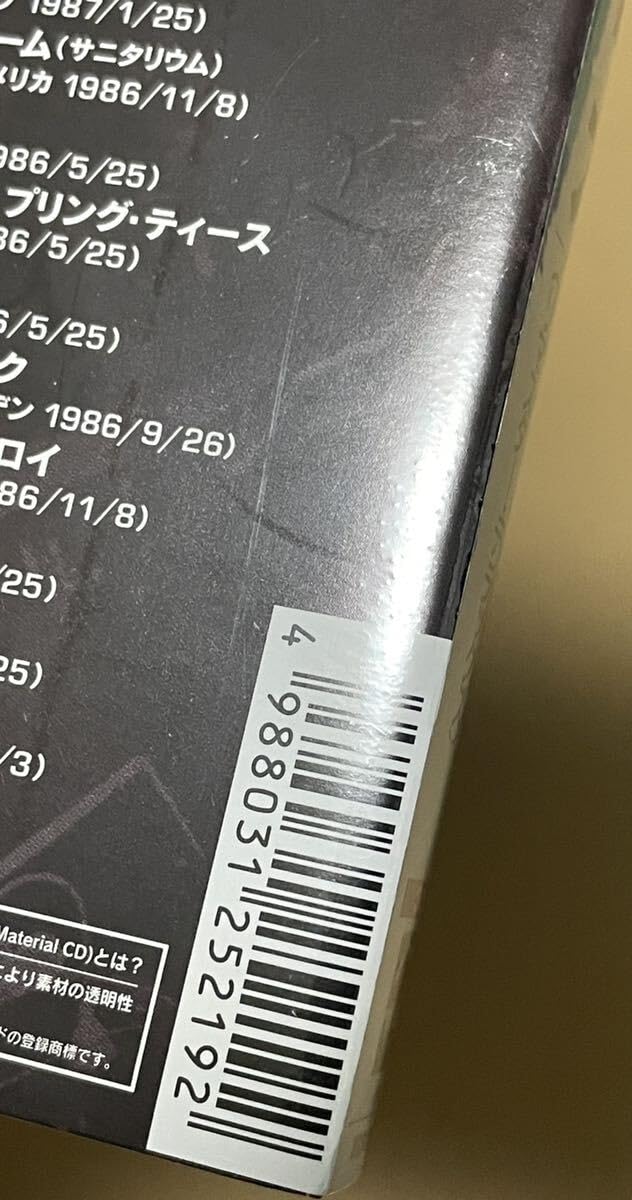 1987/1/25)
ーム(サニタリウム)
メリカ 1986/11/8)
986/5/25)
プリング・ティース
86/5/25)
6/5/25)
ク
デン 1986/9/26)
ロイ
86/11/8)
/25)
25)
/3)
Material CD)とは?
により素材の透明性
ドの登録商標です。
4 988031 252192